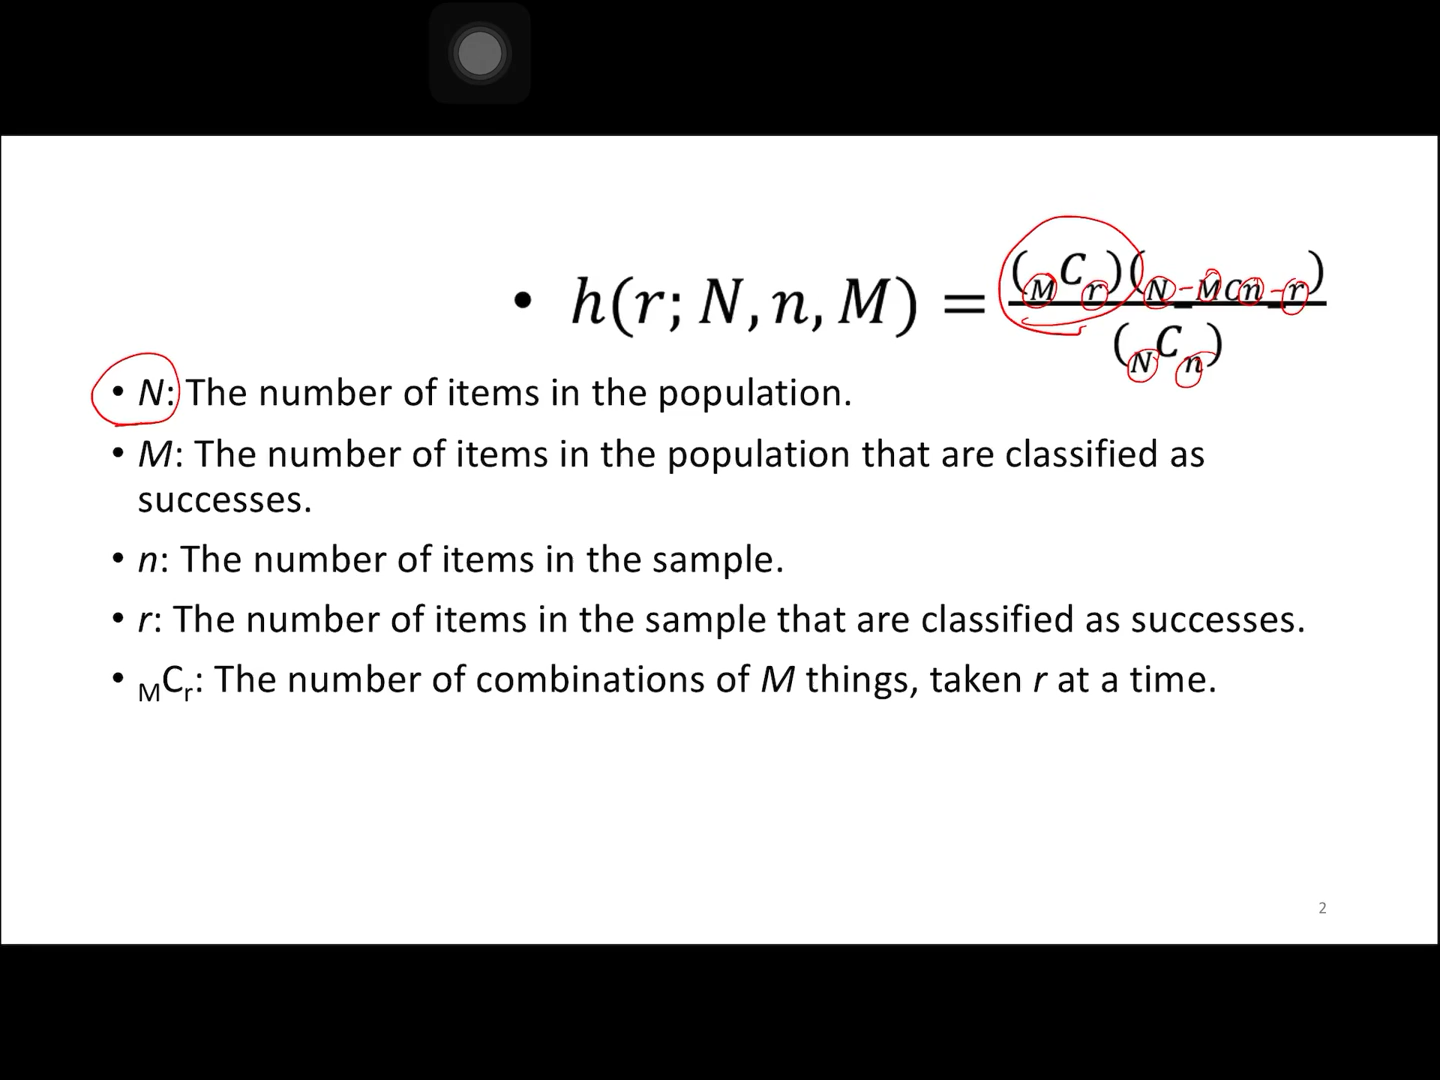 • h(r; N, n, M) = (MCr)(N−MCn−r)
(NCn)
• N: The number of items in the population.
• M: The number of items in the population that are classified as
successes.
• n: The number of items in the sample.
• r: The number of items in the sample that are classified as successes.
• MCr: The number of combinations of M things, taken r at a time.
2